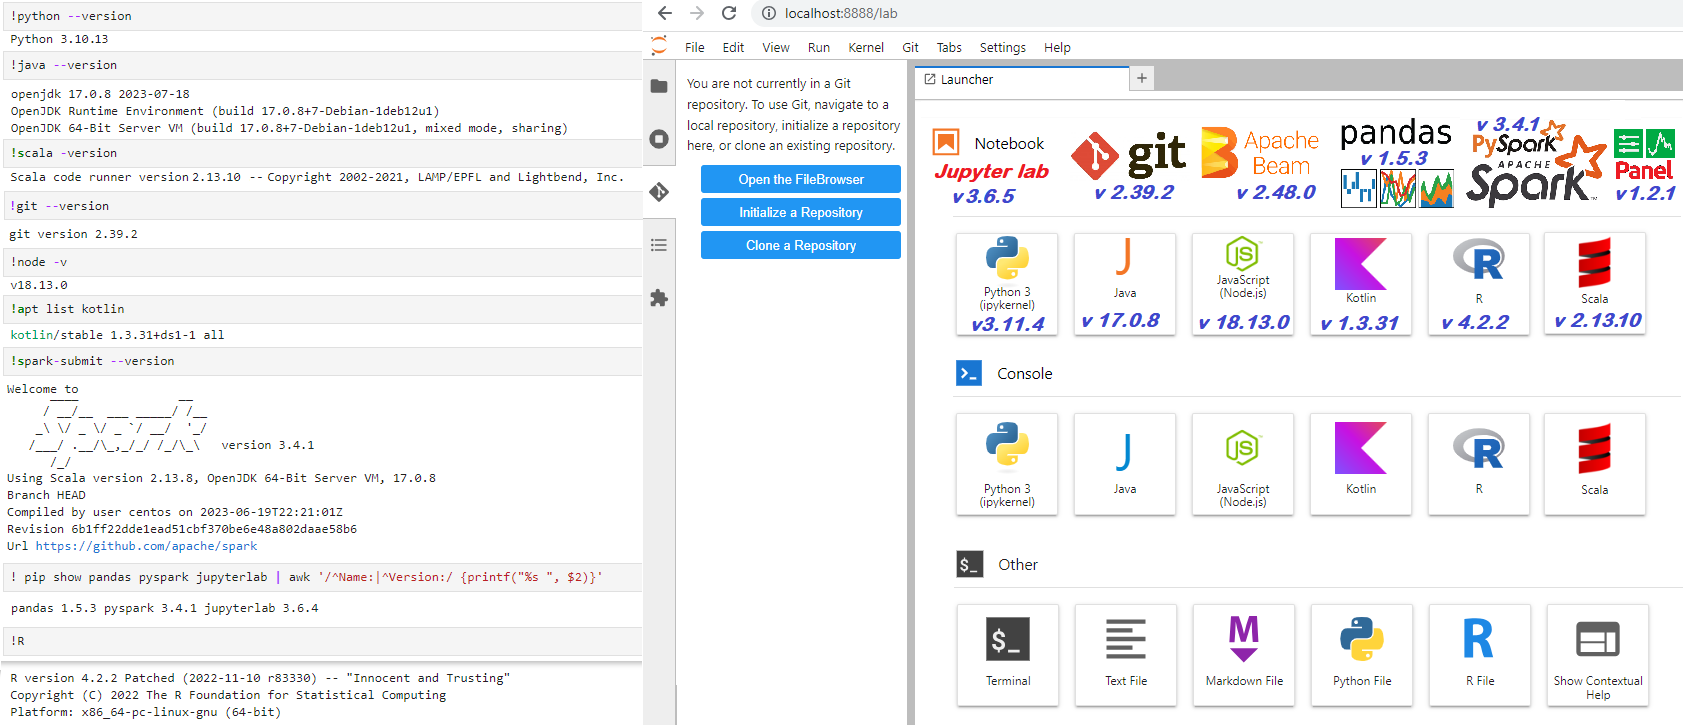 !python --version
Python 3.10.13
!java --version
openjdk 17.0.8 2023-07-18
OpenJDK Runtime Environment (build 17.0.8+7-Debian-1deb12u1)
OpenJDK 64-Bit Server VM (build 17.0.8+7-Debian-1deb12u1, mixed mode, sharing)
!scala -version
Scala code runner version 2.13.10 -- Copyright 2002-2021, LAMP/EPFL and Lightbend, Inc.
!git --version
git version 2.39.2
!node -v
v18.13.0
!apt list kotlin
kotlin/stable 1.3.31+ds1-1 all
!spark-submit --version
Welcome to
version 3.4.1
Using Scala version 2.13.8, OpenJDK 64-Bit Server VM, 17.0.8
Branch HEAD
Compiled by user centos on 2023-06-19T22:21:01Z
Revision 6b1ff22dde1ead51cbf370be6e48a802daae58b6
Url https://github.com/apache/spark
! pip show pandas pyspark jupyterlab | awk '/^Name:|^Version:/ {printf("%s ", $2)}'
pandas 1.5.3 pyspark 3.4.1 jupyterlab 3.6.4
!R
R version 4.2.2 Patched (2022-11-10 r83330) -- "Innocent and Trusting"
Copyright (C) 2022 The R Foundation for Statistical Computing
Platform: x86_64-pc-linux-gnu (64-bit)
localhost:8888/lab
File Edit View Run Kernel Git Tabs Settings Help
You are not currently in a Git
repository. To use Git, navigate to a
local repository, initialize a repository
here, or clone an existing repository.
Open the FileBrowser
Initialize a Repository
Clone a Repository
Launcher
Notebook
Jupyter lab
v 3.6.5
git
v 2.39.2
Apache
Beam
v 2.48.0
pandas
v 1.5.3
v 3.4.1
PySpark
APACHE
Spark™
Panel
v 1.2.1
Python 3
(ipykernel)
v3.11.4
J
Java
v 17.0.8
JS
JavaScript
(Node.js)
v 18.13.0
Kotlin
v 1.3.31
R
R
v 4.2.2
Scala
v 2.13.10
Console
Python 3
(ipykernel)
J
Java
JS
JavaScript
(Node.js)
Kotlin
R
R
Scala
$_ Other
$_
Terminal
Text File
M
Markdown File
Python File
R
R File
Show Contextual
Help